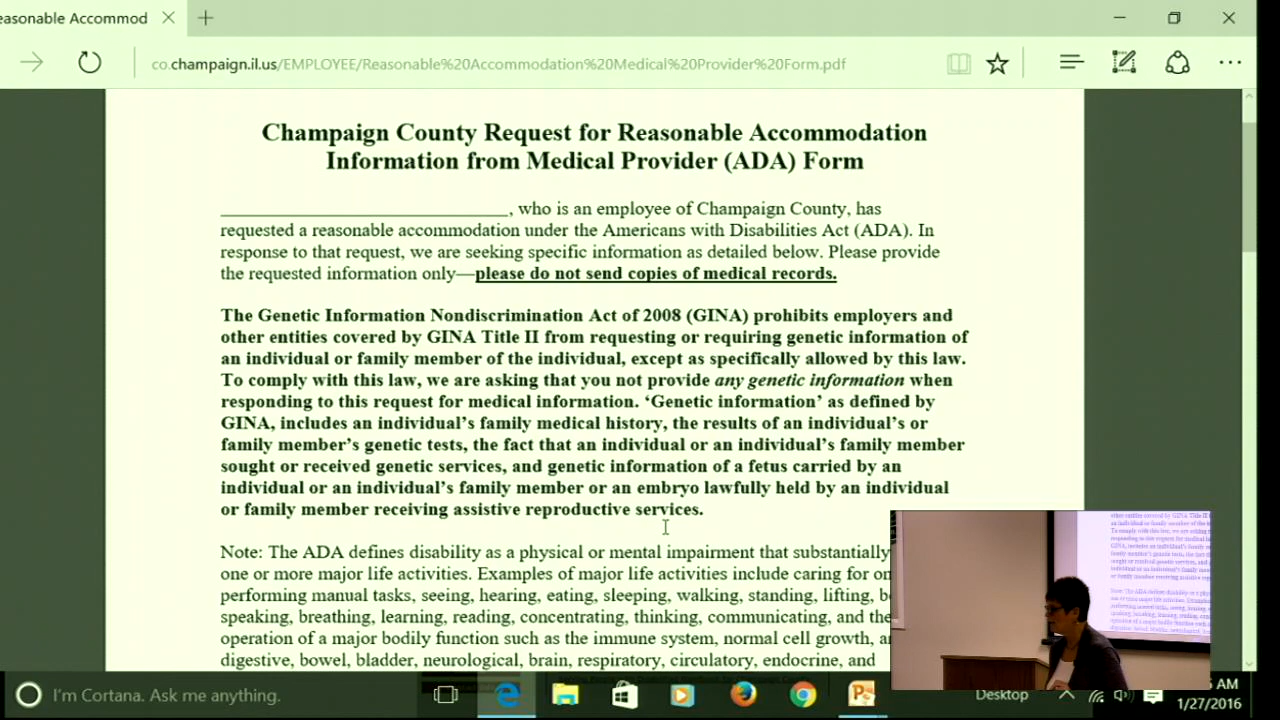 easonable Accommod
co.champaign.il.us/EMPLOYEE/Reasonable%20Accommodation%20Medical%20Provider%20Form.pdf
Champaign County Request for Reasonable Accommodation
Information from Medical Provider (ADA) Form
, who is an employee of Champaign County, has
requested a reasonable accommodation under the Americans with Disabilities Act (ADA). In
response to that request, we are seeking specific information as detailed below. Please provide
the requested information only—please do not send copies of medical records.
The Genetic Information Nondiscrimination Act of 2008 (GINA) prohibits employers and
other entities covered by GINA Title II from requesting or requiring genetic information of
an individual or family member of the individual, except as specifically allowed by this law.
To comply with this law, we are asking that you not provide any genetic information when
responding to this request for medical information. ‘Genetic information’ as defined by
GINA, includes an individual’s family medical history, the results of an individual’s or
family member’s genetic tests, the fact that an individual or an individual’s family member
sought or received genetic services, and genetic information of a fetus carried by an
individual or an individual’s family member or an embryo lawfully held by an individual
or family member receiving assistive reproductive services.
Note: The ADA defines disability as a physical or mental impairment that substantially
one or more major life activities. Examples of major life activities include caring for on
performing manual tasks, seeing, hearing, eating, sleeping, walking, standing, lifting, b
speaking, breathing, learning, reading, concentrating, thinking, communicating, and the
operation of a major bodily function such as the immune system, normal cell growth, a
digestive, bowel, bladder, neurological, brain, respiratory, circulatory, endocrine, and
I'm Cortana. Ask me anything.
Desktop
AM
1/27/2016